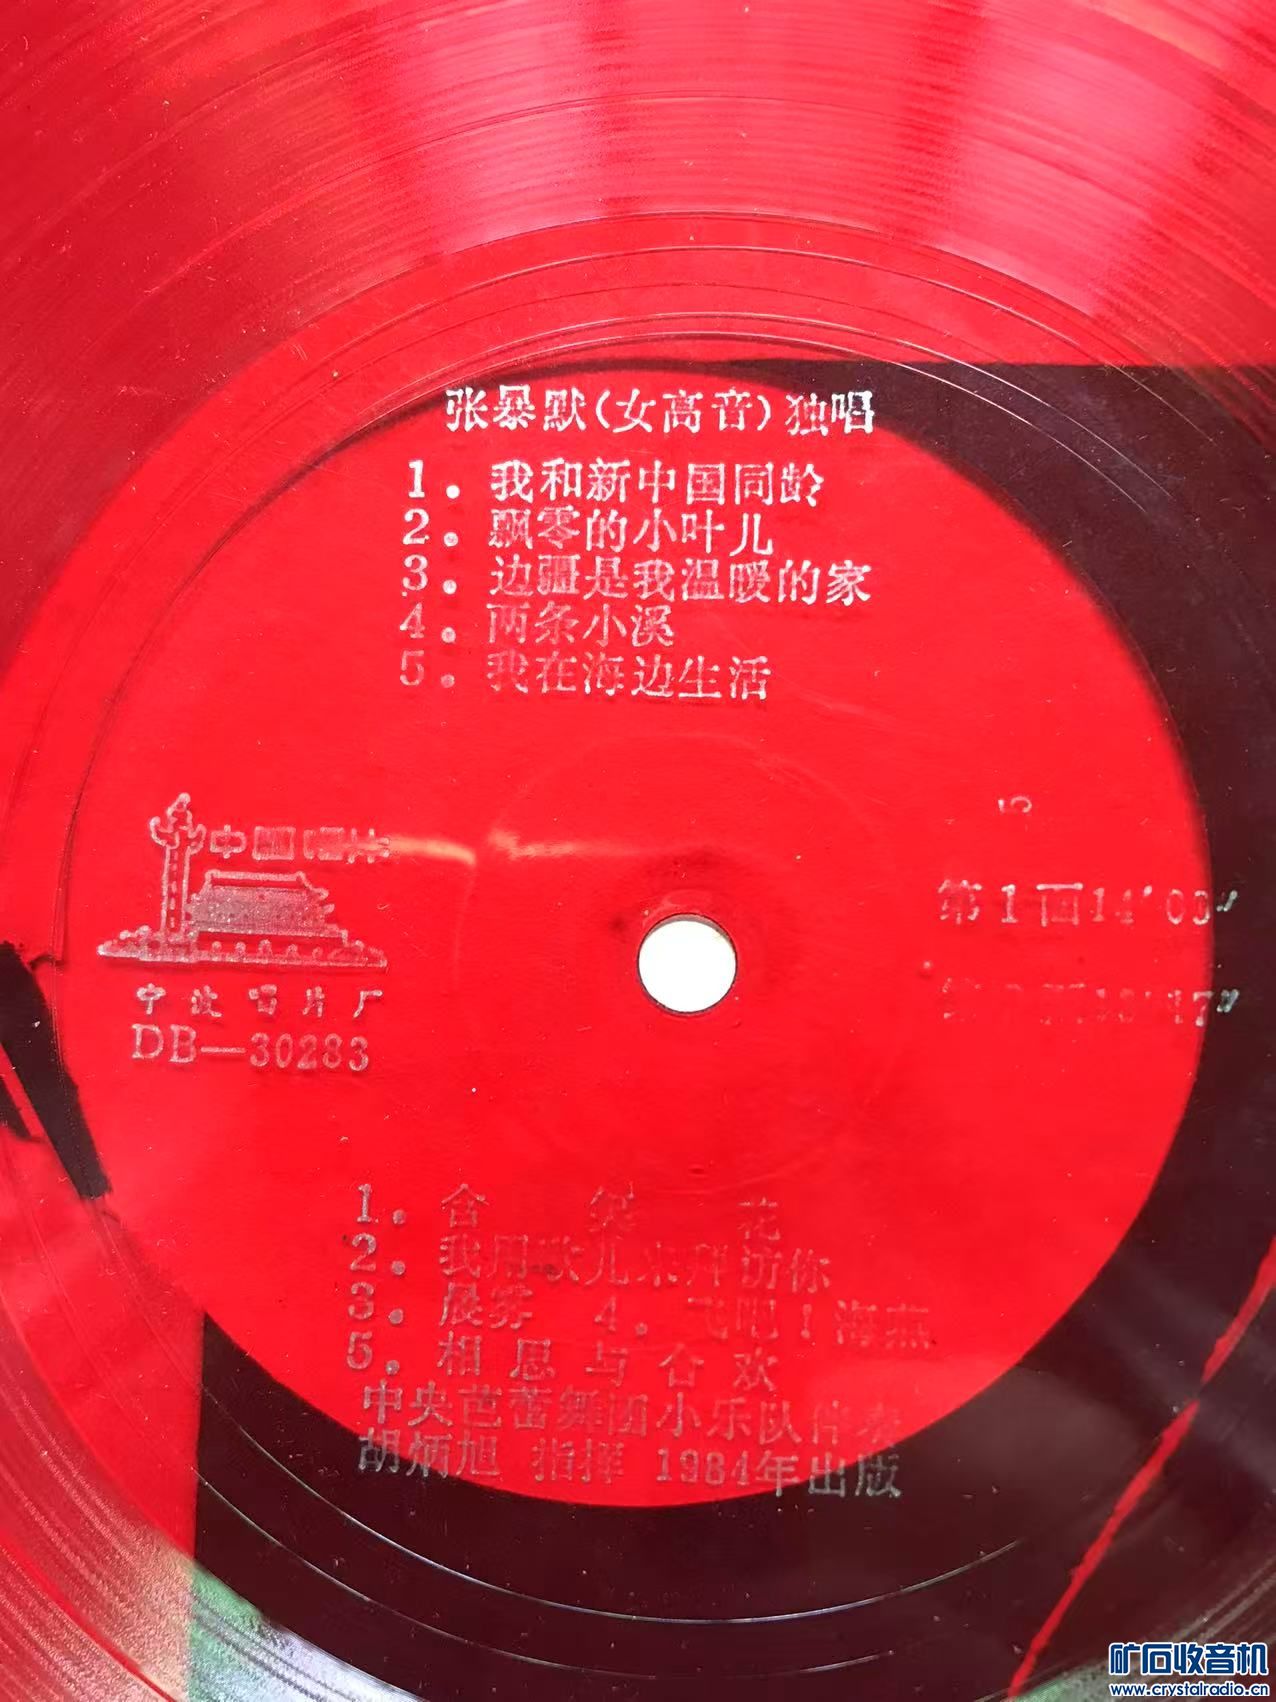 张暴默(女高音)独唱
1. 我和新中国同龄
2. 飘零的小叶儿
3. 边疆是我温暖的家
4. 两条小溪
5. 我在海边生活
中国唱片
宁波唱片厂
DB—30283
5
第1面14′
17″
1. 含笑花
2. 我用歌儿来拜访你
3. 晨雾 4. 飞吧!海燕
5. 相思与合欢
中央芭蕾舞团小乐队伴奏
胡炳旭 指挥 1984年出版
矿石收音机
www.crystalradio.cn